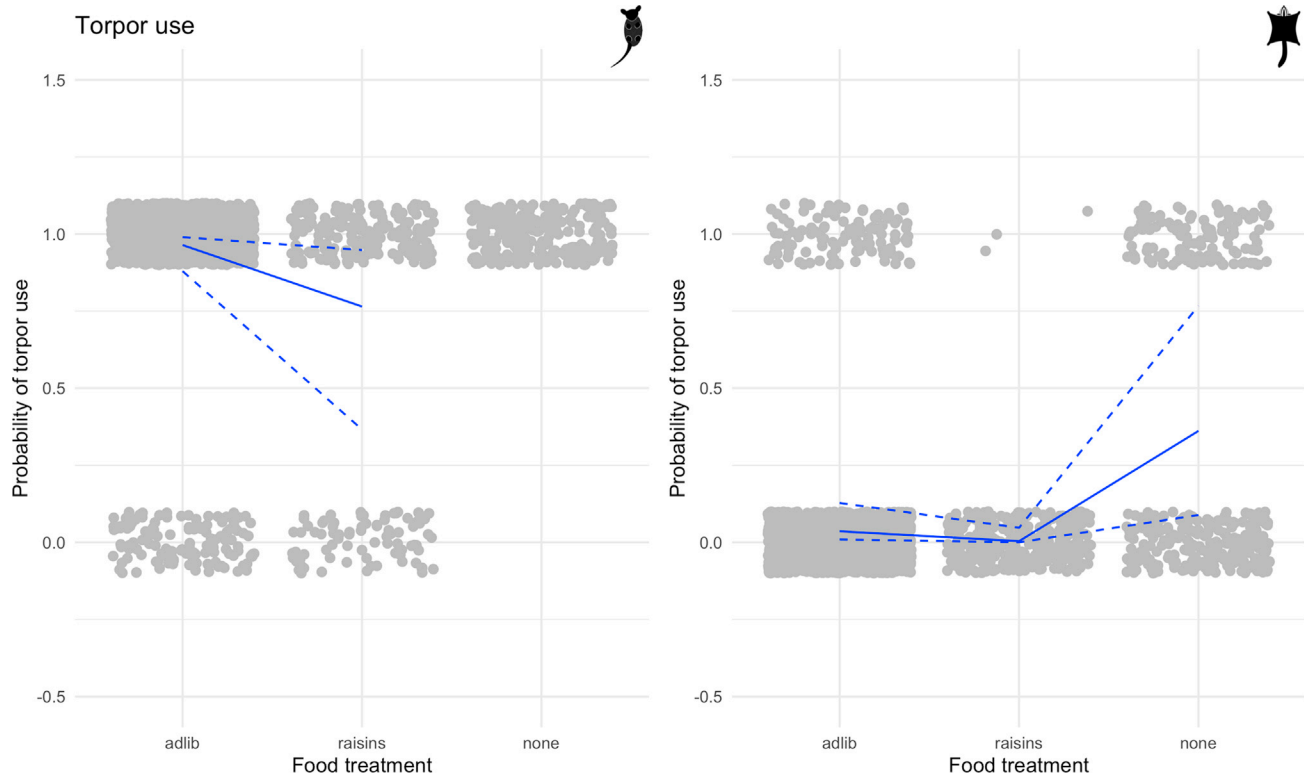 Torpor use
Probability of torpor use
1.5
1.0
0.5
0.0
-0.5
adlib raisins none
Food treatment
Probability of torpor use
1.5
1.0
0.5
0.0
-0.5
adlib raisins none
Food treatment